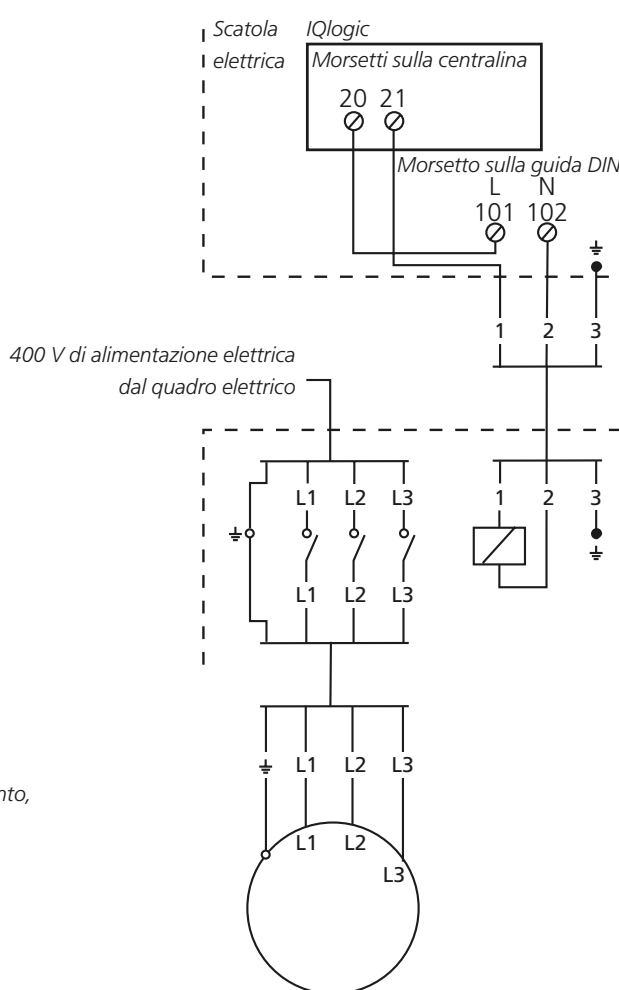 Scatola IQlogic
elettrica Morsetti sulla centralina
20 21
Morsetto sulla guida DIN
L N
101 102
1 2 3
400 V di alimentazione elettrica
dal quadro elettrico
L1 L2 L3 1 2 3
L1 L2 L3
L1 L2 L3
nto,
L1 L2
L3